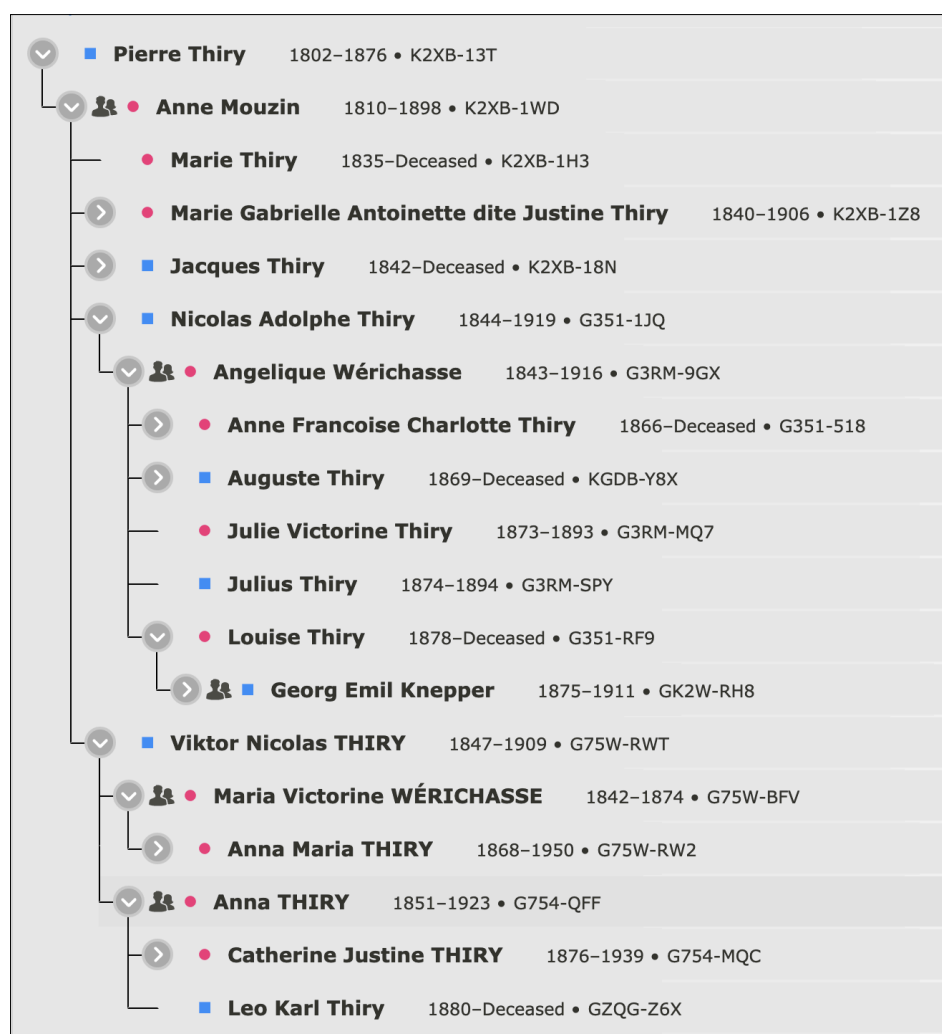 Pierre Thiry 1802–1876 • K2XB-13T
Anne Mouzin 1810–1898 • K2XB-1WD
Marie Thiry 1835–Deceased • K2XB-1H3
Marie Gabrielle Antoinette dite Justine Thiry 1840–1906 • K2XB-1Z8
Jacques Thiry 1842–Deceased • K2XB-18N
Nicolas Adolphe Thiry 1844–1919 • G351-1JQ
Angelique Wérichasse 1843–1916 • G3RM-9GX
Anne Francoise Charlotte Thiry 1866–Deceased • G351-518
Auguste Thiry 1869–Deceased • KGDB-Y8X
Julie Victorine Thiry 1873–1893 • G3RM-MQ7
Julius Thiry 1874–1894 • G3RM-SPY
Louise Thiry 1878–Deceased • G351-RF9
Georg Emil Knepper 1875–1911 • GK2W-RH8
Viktor Nicolas THIRY 1847–1909 • G75W-RWT
Maria Victorine WÉRICHASSE 1842–1874 • G75W-BFV
Anna Maria THIRY 1868–1950 • G75W-RW2
Anna THIRY 1851–1923 • G754-QFF
Catherine Justine THIRY 1876–1939 • G754-MQC
Leo Karl Thiry 1880–Deceased • GZQG-Z6X